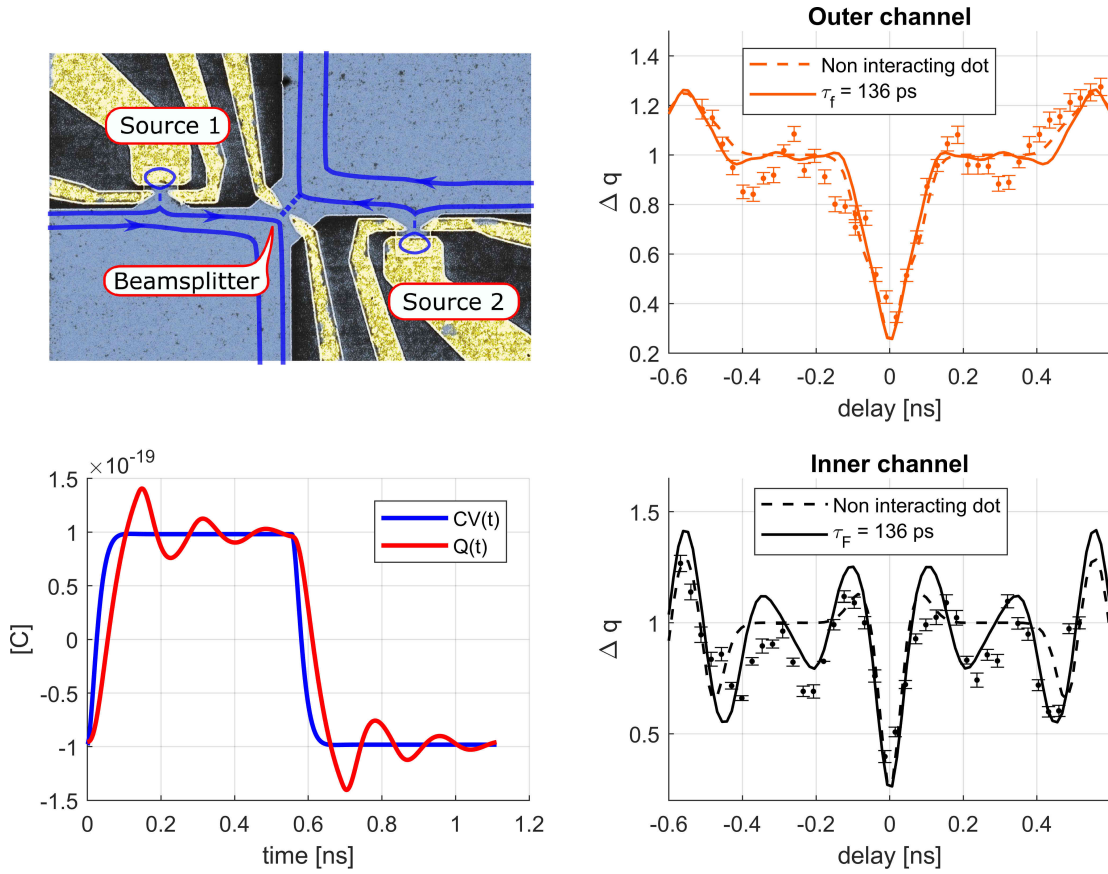 Source 1
Beamsplitter
Source 2
Outer channel
Non interacting dot
τf = 136 ps
Δ q
1.4
1.2
1
0.8
0.6
0.4
0.2
-0.6 -0.4 -0.2 0 0.2 0.4
delay [ns]
×10⁻¹⁹
CV(t)
Q(t)
[C]
1.5
1
0.5
0
-0.5
-1
-1.5
0 0.2 0.4 0.6 0.8 1 1.2
time [ns]
Inner channel
Non interacting dot
τF = 136 ps
Δ q
1.5
1
0.5
-0.6 -0.4 -0.2 0 0.2 0.4
delay [ns]